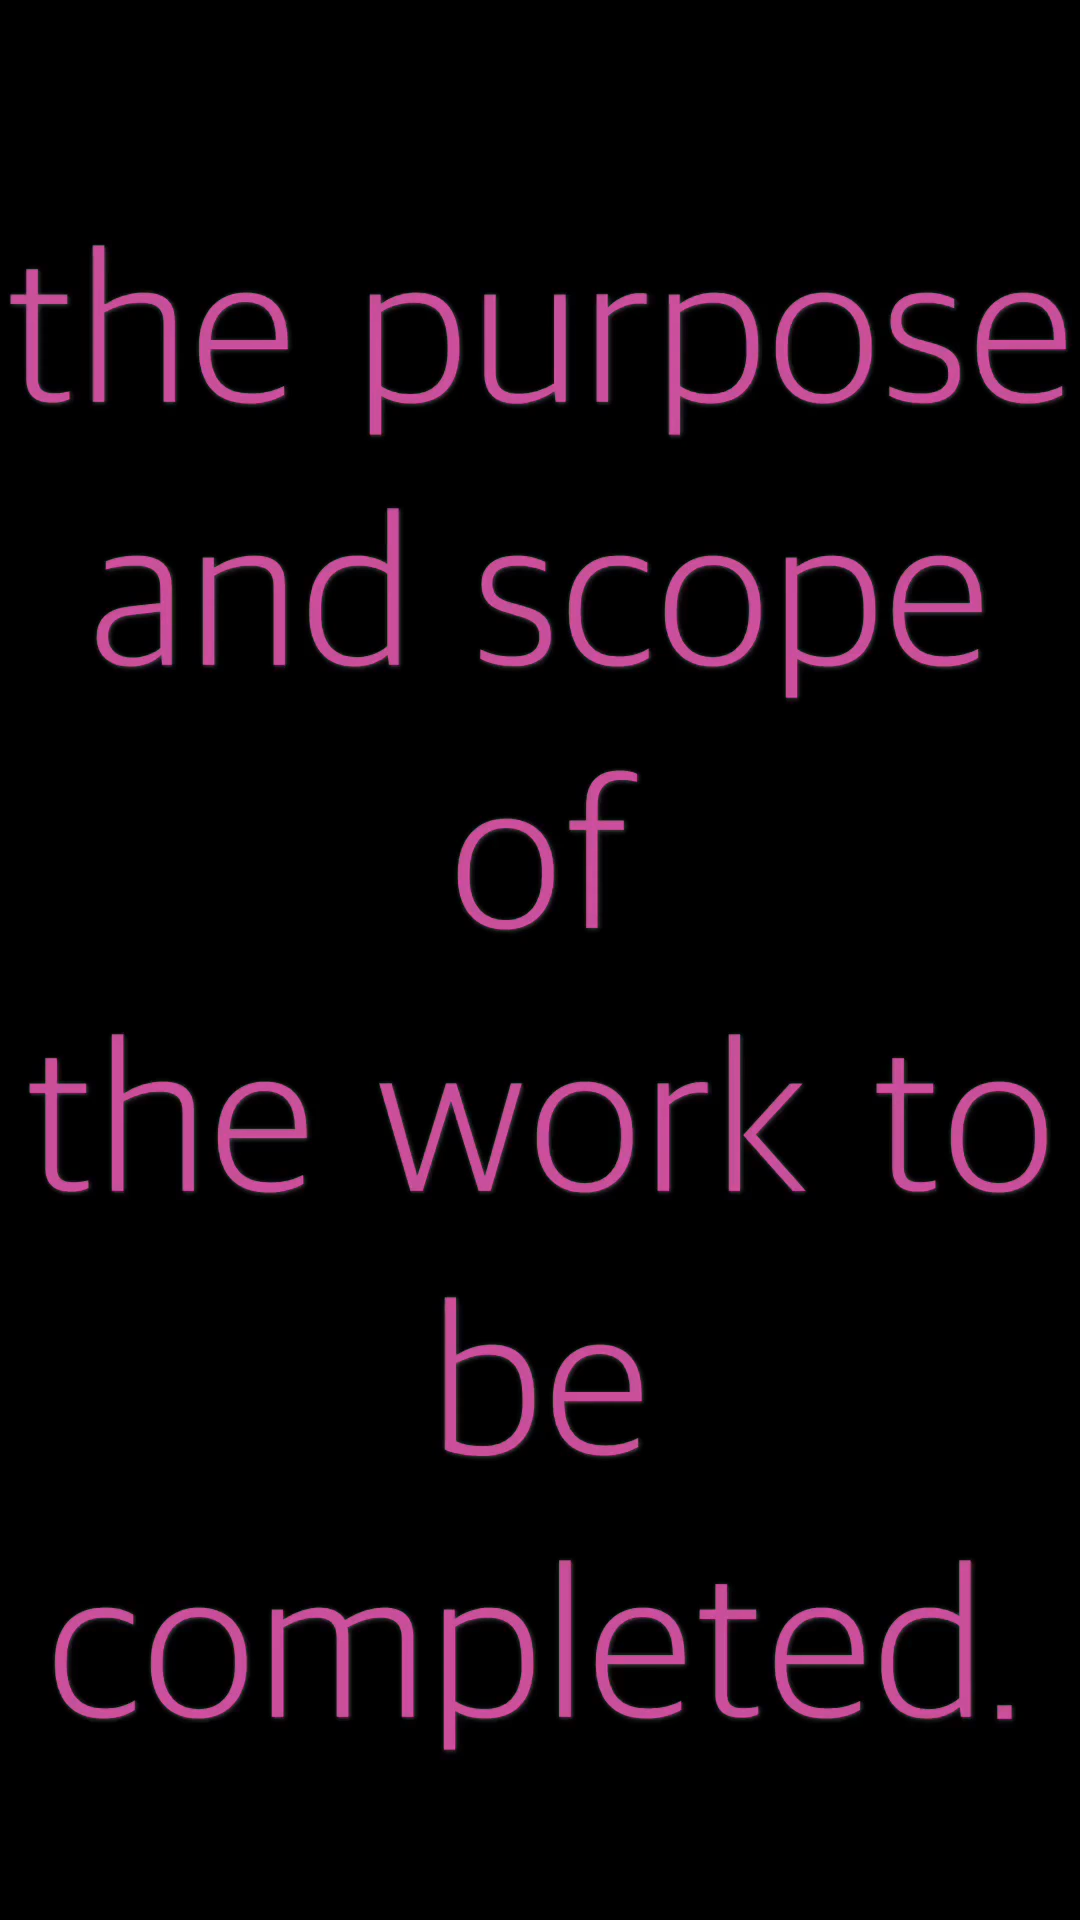 the purpose
and scope
of
the work to
be
completed.